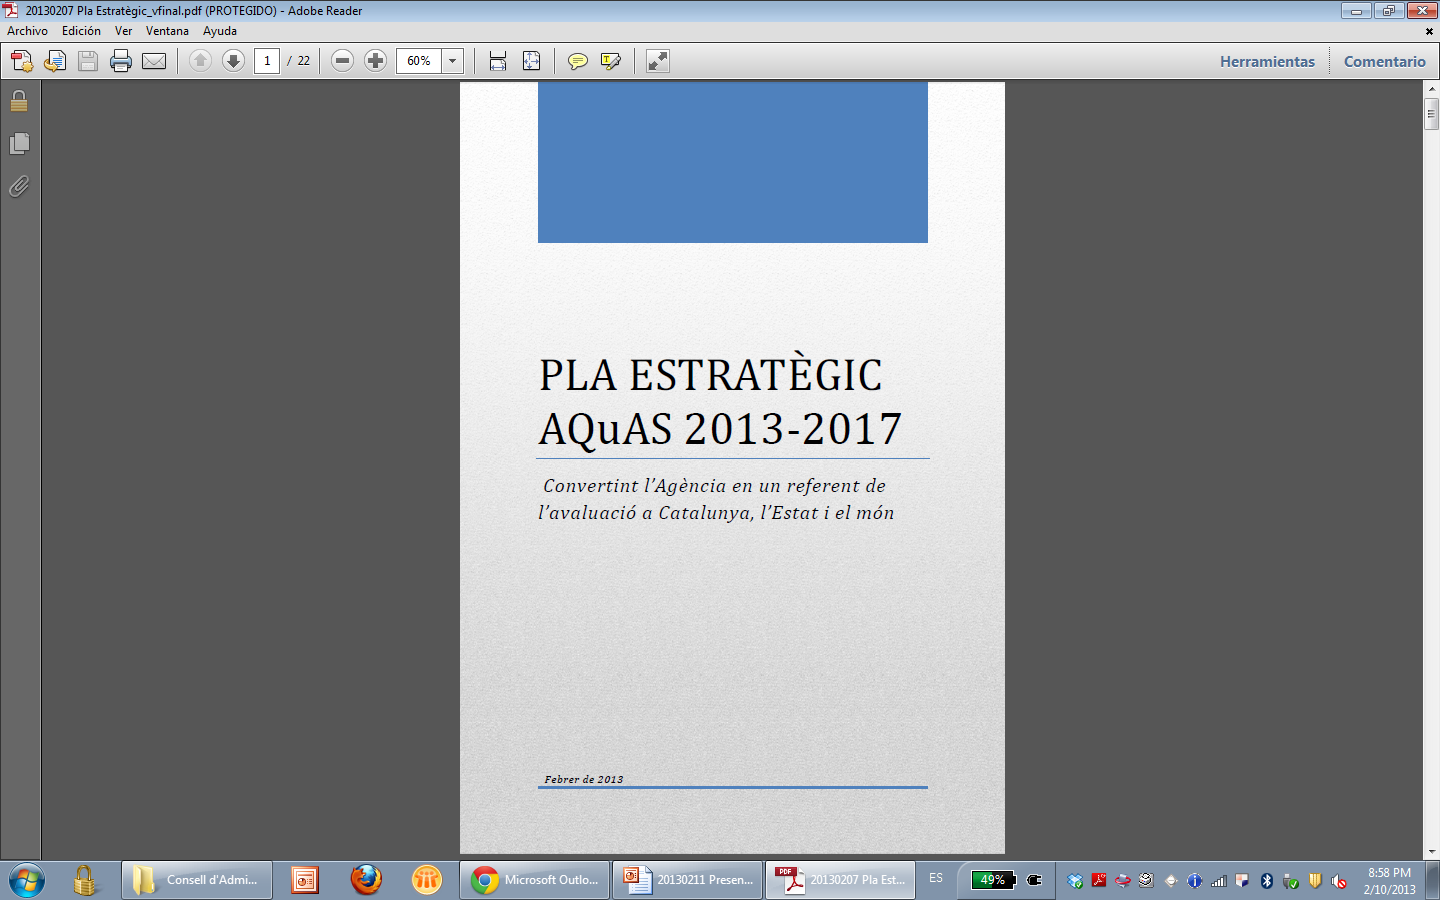 20130207 Pla Estratègic_vfinal.pdf (PROTEGIDO) - Adobe Reader
Archivo Edición Ver Ventana Ayuda
1 / 22 60% Herramientas Comentario
PLA ESTRATÈGIC
AQuAS 2013-2017
Convertint l’Agència en un referent de
l’avaluació a Catalunya, l’Estat i el món
Febrer de 2013
Consell d'Admi... Microsoft Outlo... 20130211 Presen... PDF 20130207 Pla Est... ES 49% 8:58 PM
2/10/2013